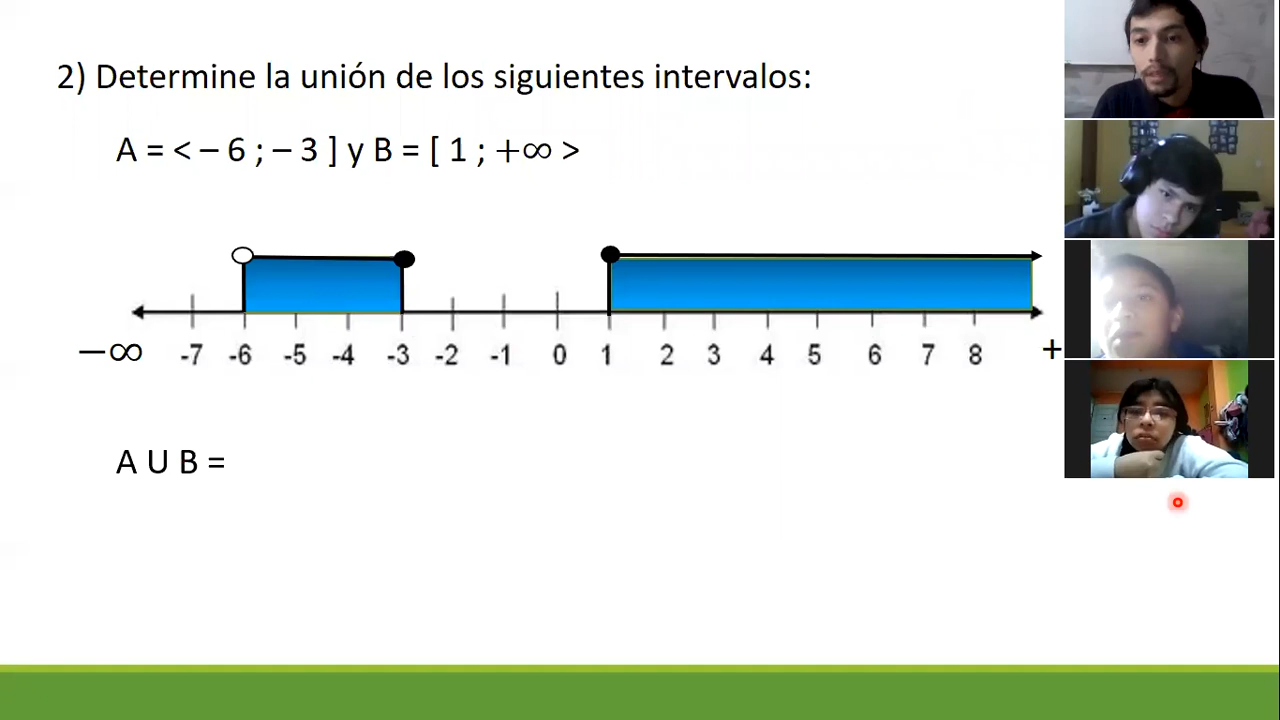 2) Determine la unión de los siguientes intervalos:
A = < – 6 ; – 3 ] y B = [ 1 ; +∞ >
−∞ -7 -6 -5 -4 -3 -2 -1 0 1 2 3 4 5 6 7 8 +
A U B =